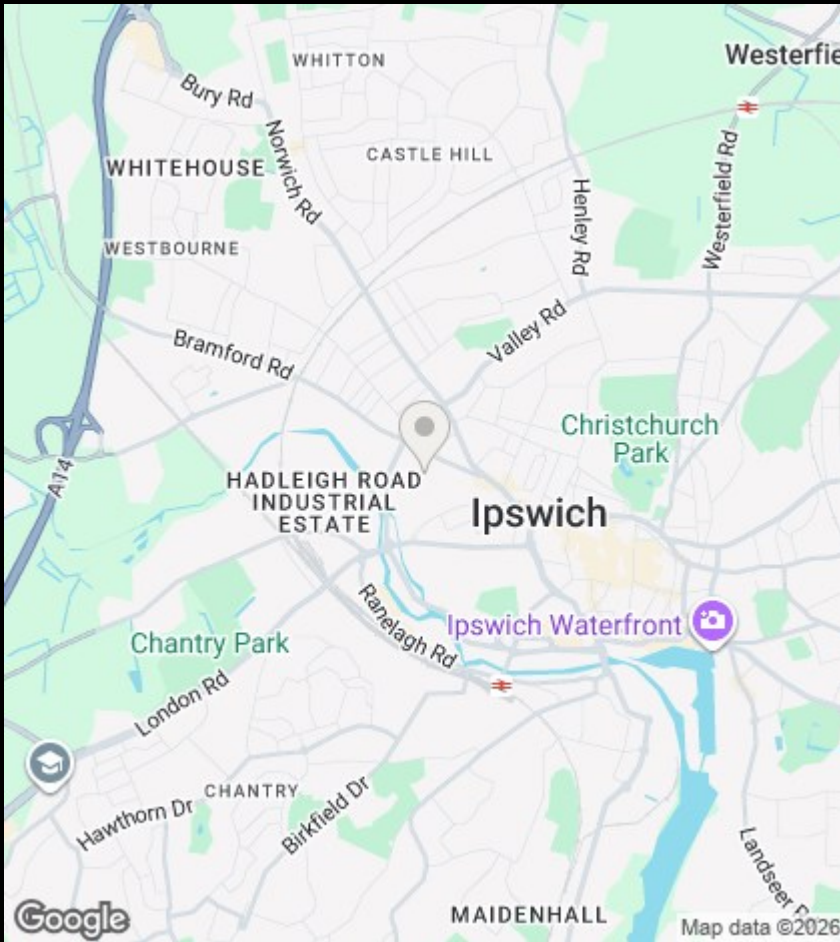 WHITTON
Westerfie
Bury Rd
Norwich Rd
CASTLE HILL
WHITEHOUSE
Westerfield Rd
Henley Rd
WESTBOURNE
Valley Rd
Bramford Rd
Christchurch
Park
A14
HADLEIGH ROAD
INDUSTRIAL
ESTATE
Ipswich
Ranelagh Rd
Ipswich Waterfront
Chantry Park
London Rd
CHANTRY
Hawthorn Dr
Birkfield Dr
Landseer R
MAIDENHALL
Google
Map data ©2026